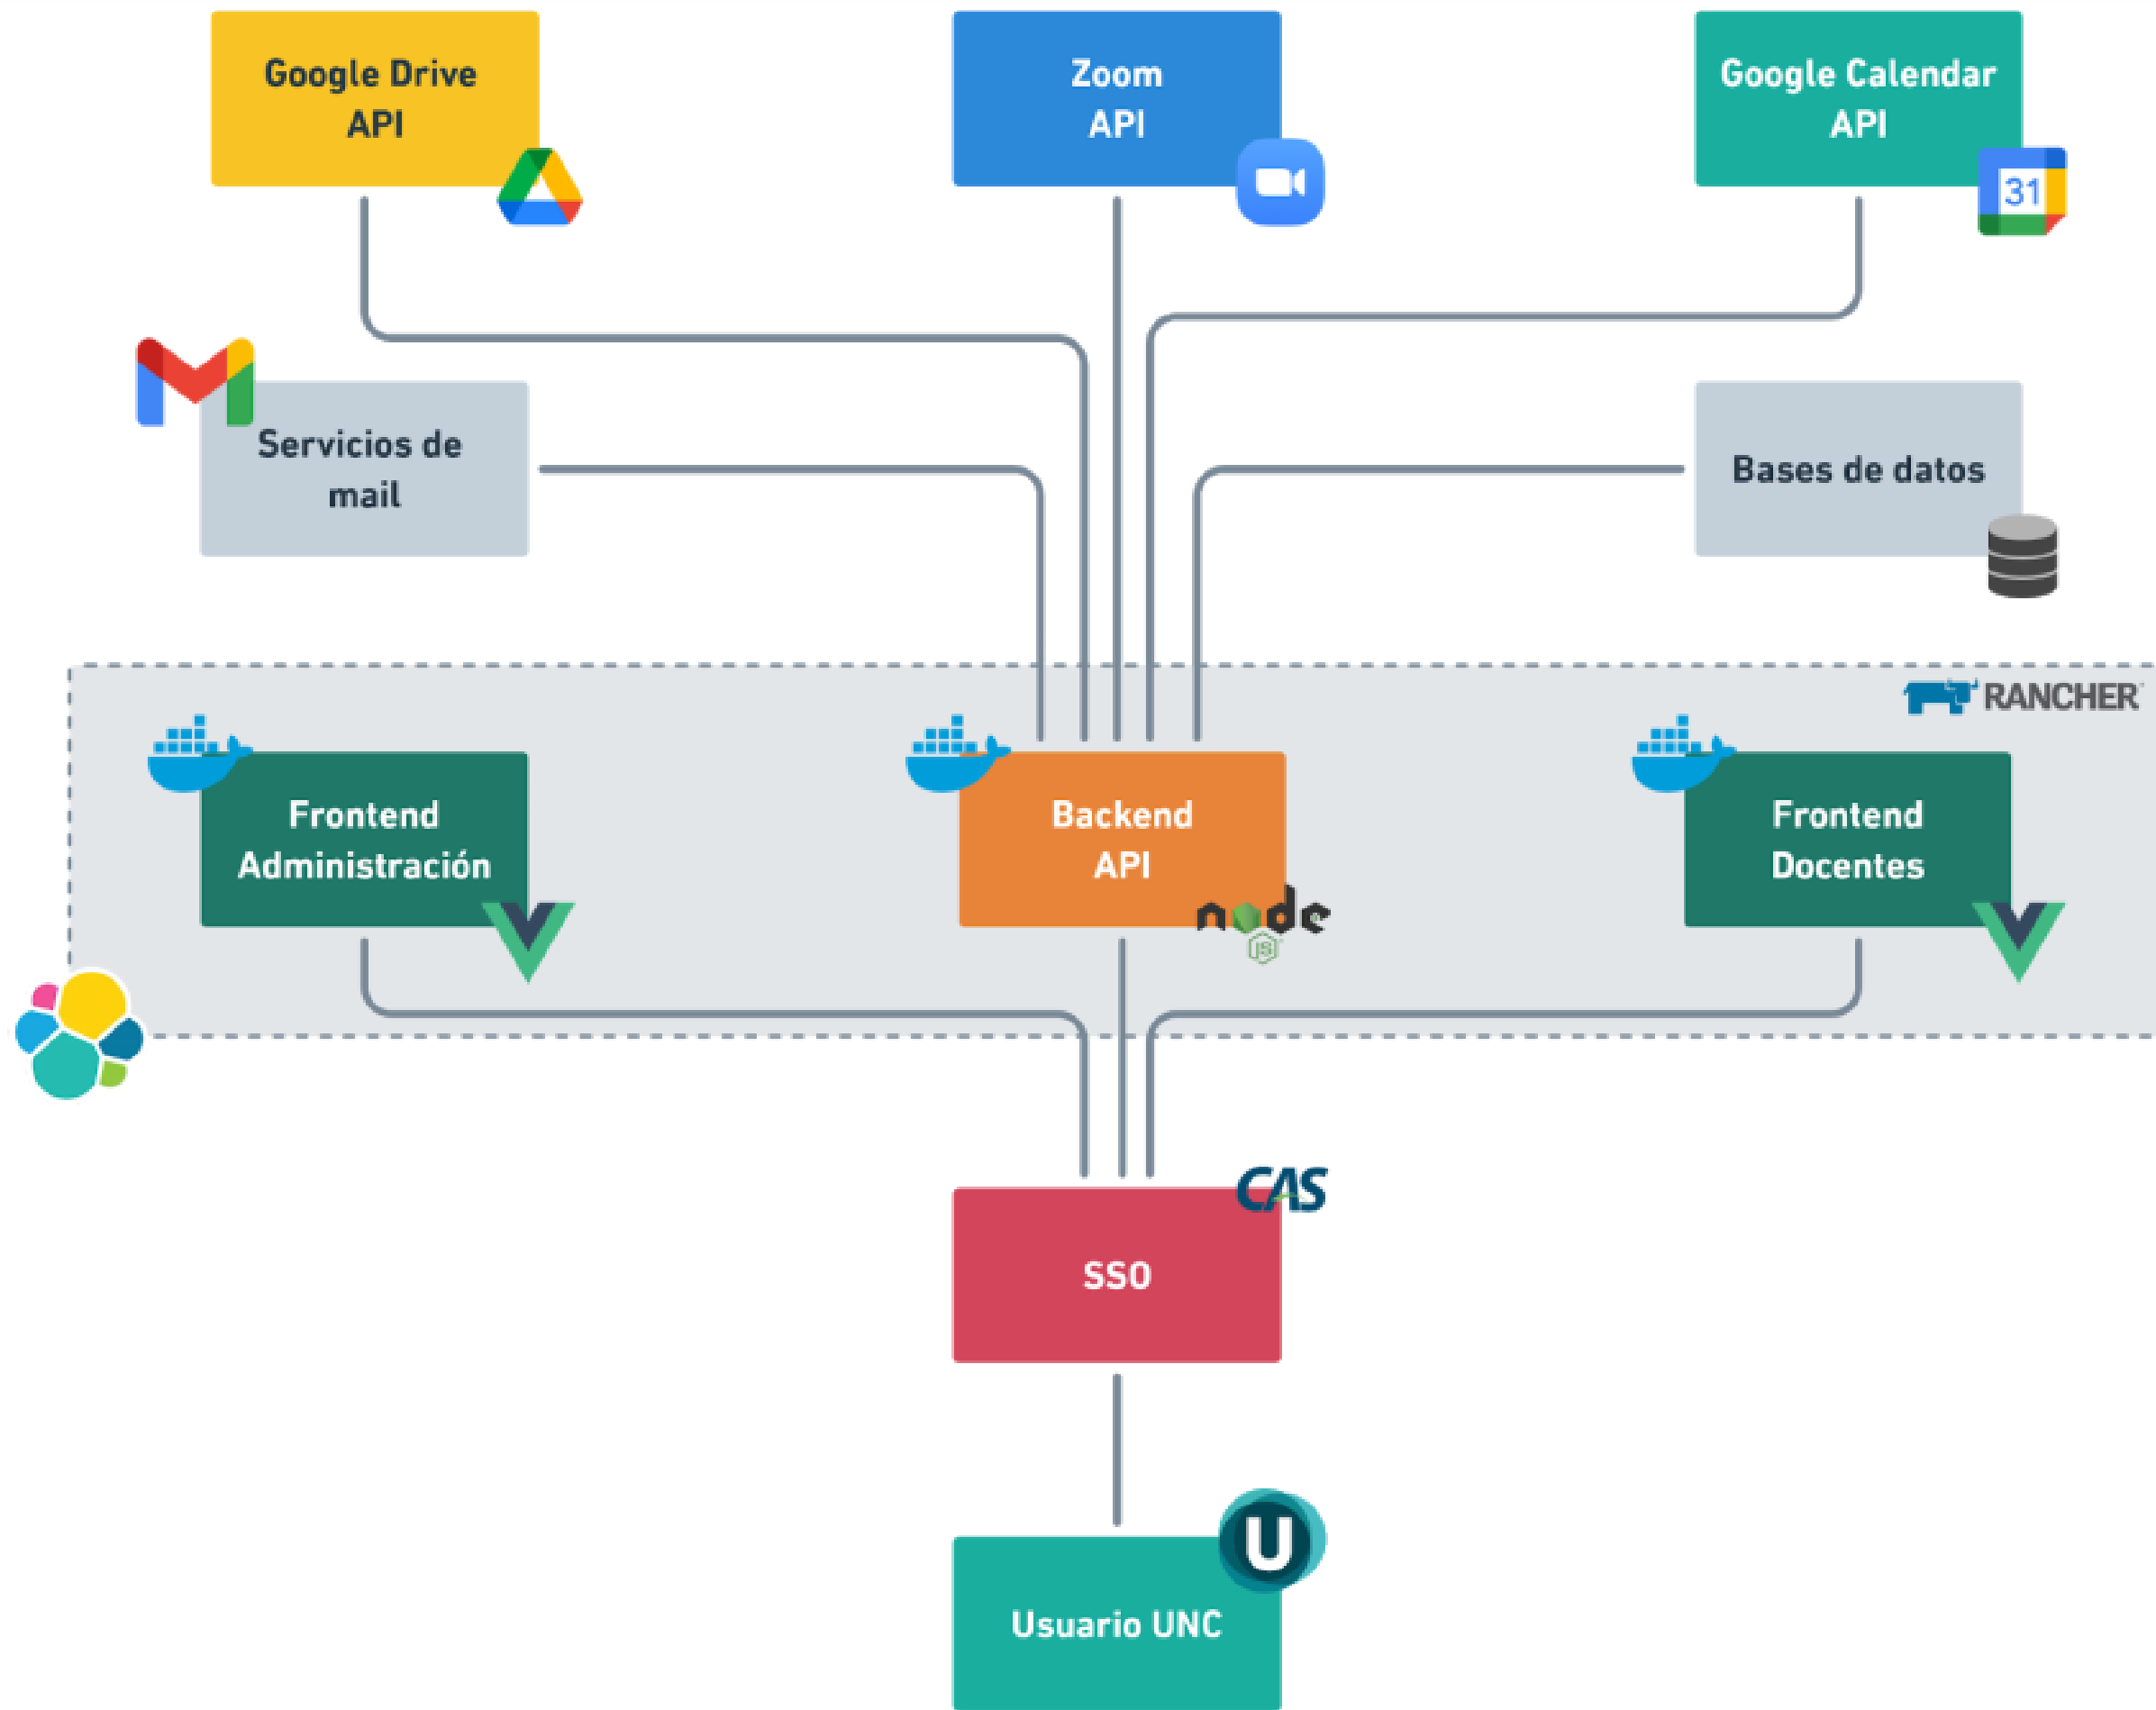 Google Drive
API
Zoom
API
Google Calendar
API
31
Servicios de
mail
Bases de datos
RANCHER
Frontend
Administración
Backend
API
node
JS
Frontend
Docentes
CAS
SSO
U
Usuario UNC